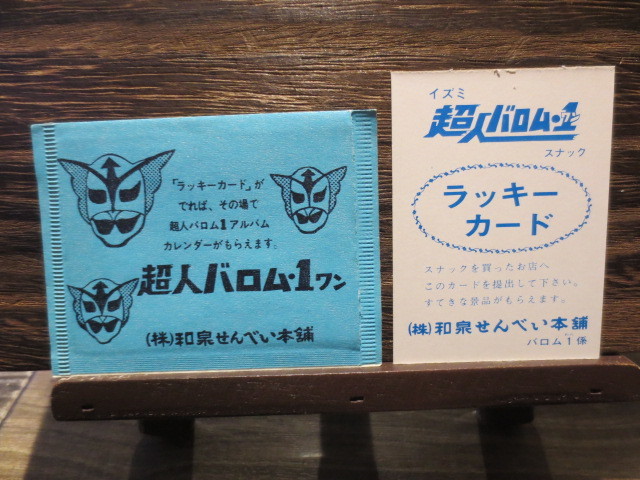 「ラッキーカード」が
でれば、その場で
超人バロム1アルバム
カレンダーがもらえます。
超人バロム・1ワン
(株)和泉せんべい本舗
イズミ
超人バロム・1ワン
スナック
ラッキー
カード
スナックを買ったお店へ
このカードを提出して下さい。
すてきな景品がもらえます。
(株)和泉せんべい本舗
バロム1係